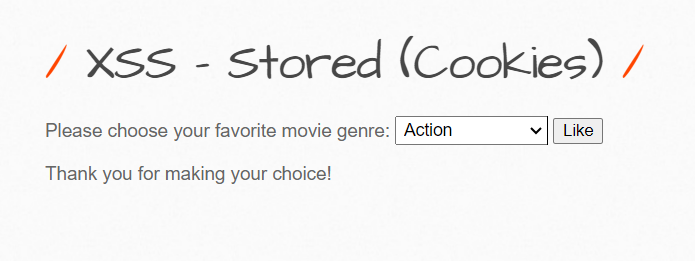 / XSS - Stored (Cookies) /
Please choose your favorite movie genre: Action Like
Thank you for making your choice!